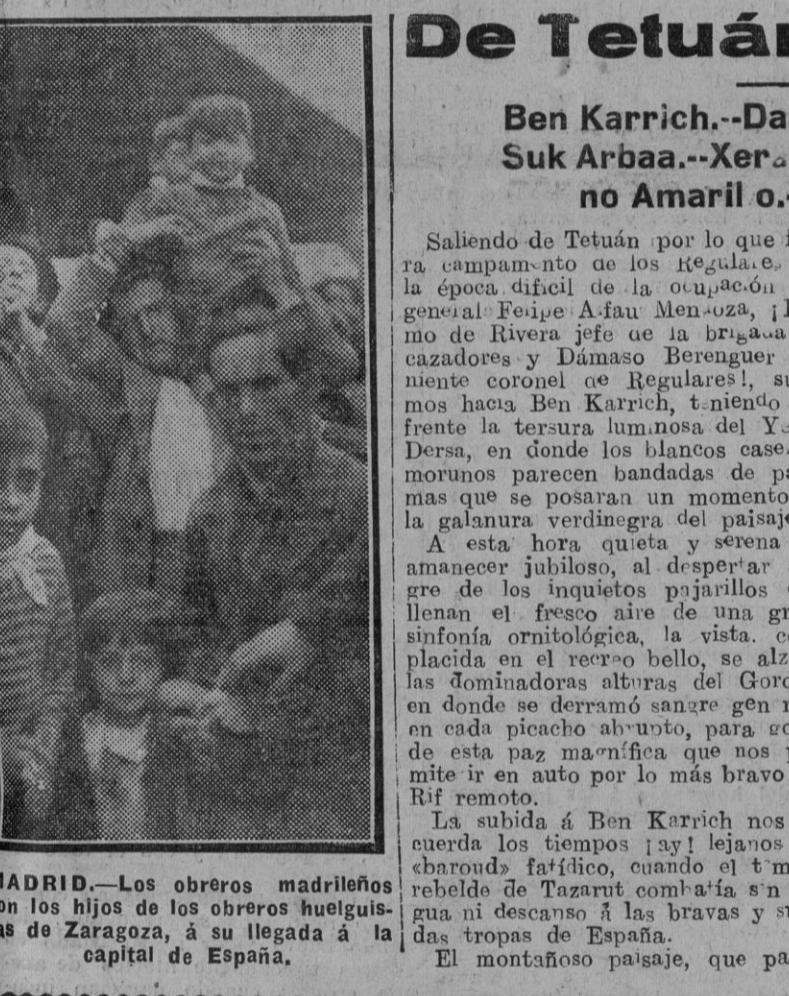 MADRID.—Los obreros madrileños
on los hijos de los obreros huelguis-
as de Zaragoza, á su llegada á la
capital de España.
De Tetuán
Ben Karrich.--Da
Suk Arbaa.--Xer
no Amaril o.-
Saliendo de Tetuán por lo que f
ra campamento de los Regulare
la época dificil de la ocupación
general Felipe Alfau Mendoza, ¡
mo de Rivera jefe de la brigada
cazadores y Dámaso Berenguer
niente coronel de Regulares!, su
mos hacia Ben Karrich, teniendo
frente la tersura luminosa del Y
Dersa, en donde los blancos case
morunos parecen bandadas de pa
mas que se posaran un momento
la galanura verdinegra del paisaje
A esta hora quieta y serena
amanecer jubiloso, al despertar
gre de los inquietos pajarillos
llenan el fresco aire de una gr
sinfonía ornitológica, la vista. c
placida en el recreo bello, se alz
las dominadoras alturas del Gor
en donde se derramó sangre gen
en cada picacho abrupto, para go
de esta paz magnífica que nos p
mite ir en auto por lo más bravo
Rif remoto.
La subida á Ben Karrich nos
cuerda los tiempos ¡ay! lejanos
«baroud» fatídico, cuando el
rebelde de Tazarut combatía sin
gua ni descanso á las bravas y su
das tropas de España.
El montañoso paisaje, que pa